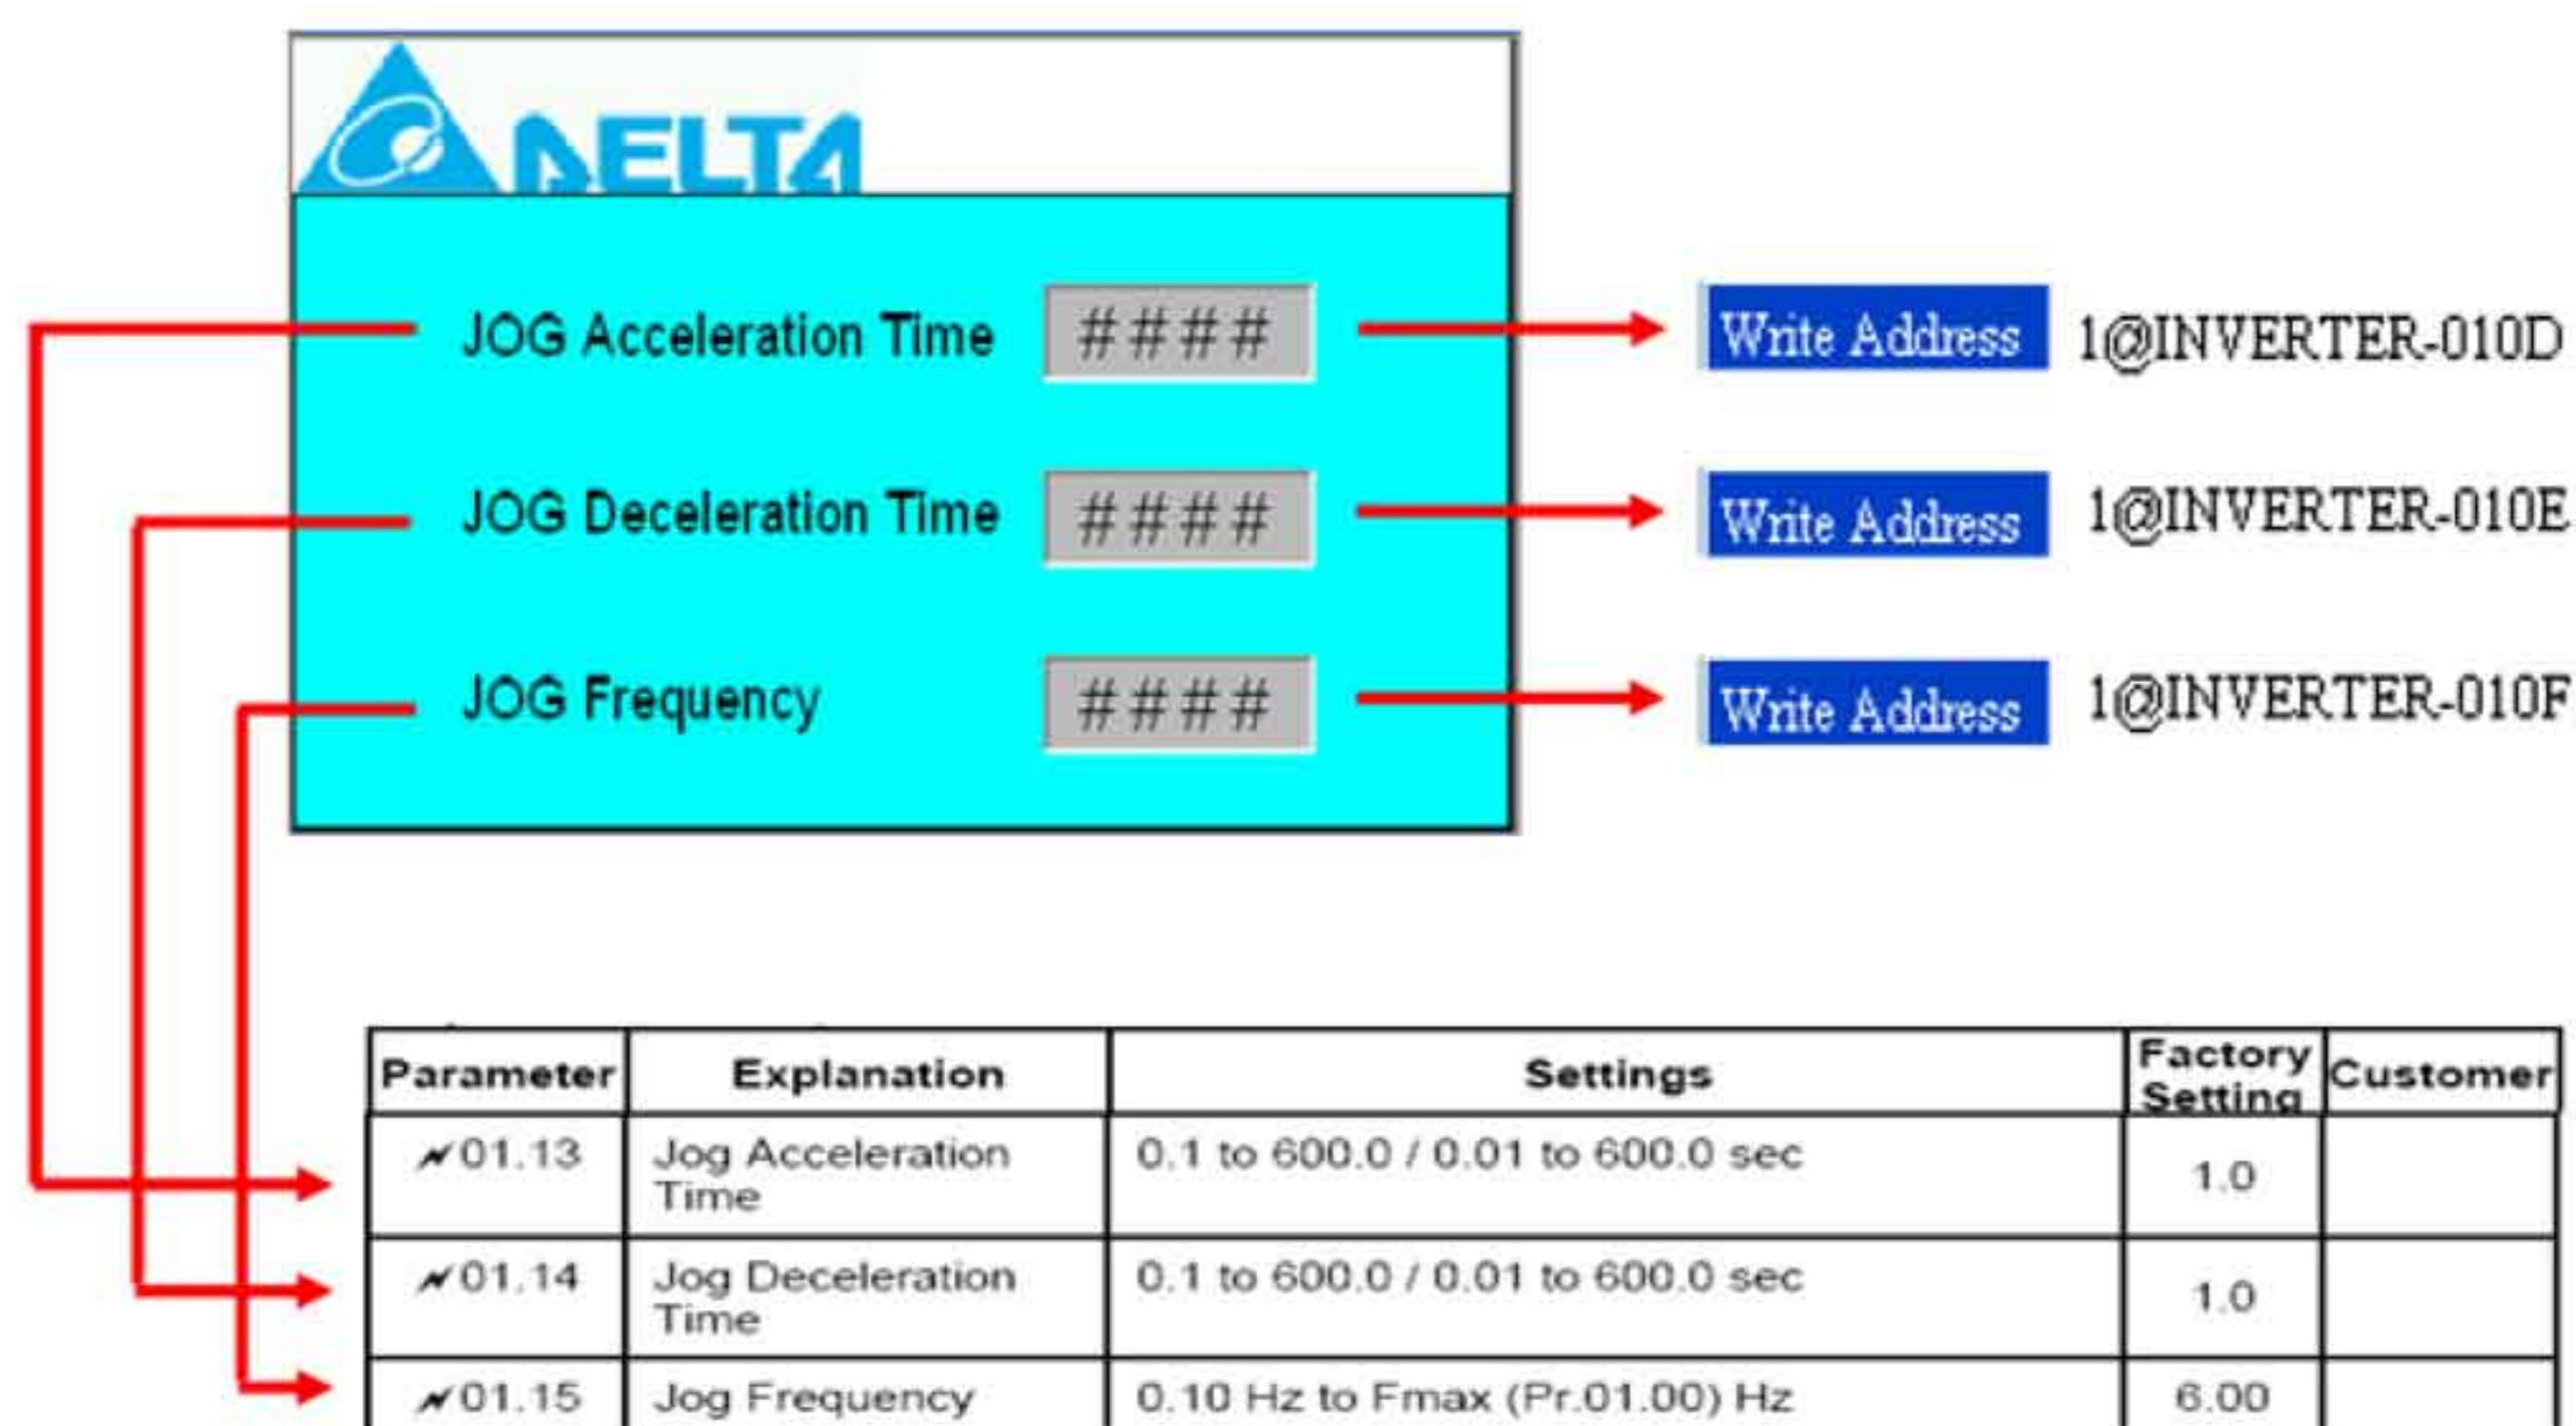 DELTA
JOG Acceleration Time #### Write Address 1@INVERTER-010D
JOG Deceleration Time #### Write Address 1@INVERTER-010E
JOG Frequency #### Write Address 1@INVERTER-010F
Parameter Explanation Settings Factory Setting Customer
01.13 Jog Acceleration Time 0.1 to 600.0 / 0.01 to 600.0 sec 1.0
01.14 Jog Deceleration Time 0.1 to 600.0 / 0.01 to 600.0 sec 1.0
01.15 Jog Frequency 0.10 Hz to Fmax (Pr.01.00) Hz 6.00